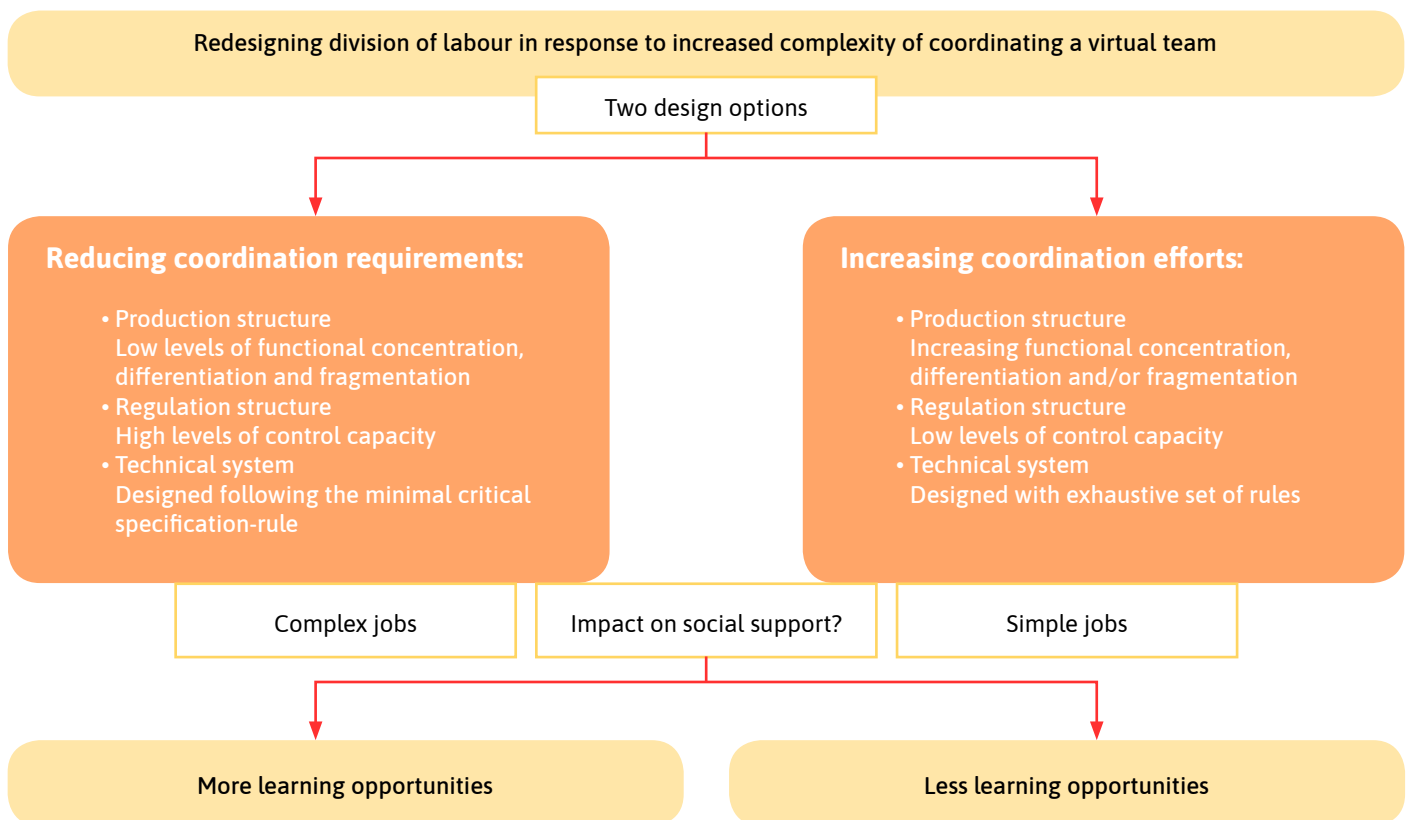 Redesigning division of labour in response to increased complexity of coordinating a virtual team
Two design options
Reducing coordination requirements:
• Production structure
Low levels of functional concentration,
differentiation and fragmentation
• Regulation structure
High levels of control capacity
• Technical system
Designed following the minimal critical
specification-rule
Increasing coordination efforts:
• Production structure
Increasing functional concentration,
differentiation and/or fragmentation
• Regulation structure
Low levels of control capacity
• Technical system
Designed with exhaustive set of rules
Complex jobs
Impact on social support?
Simple jobs
More learning opportunities
Less learning opportunities